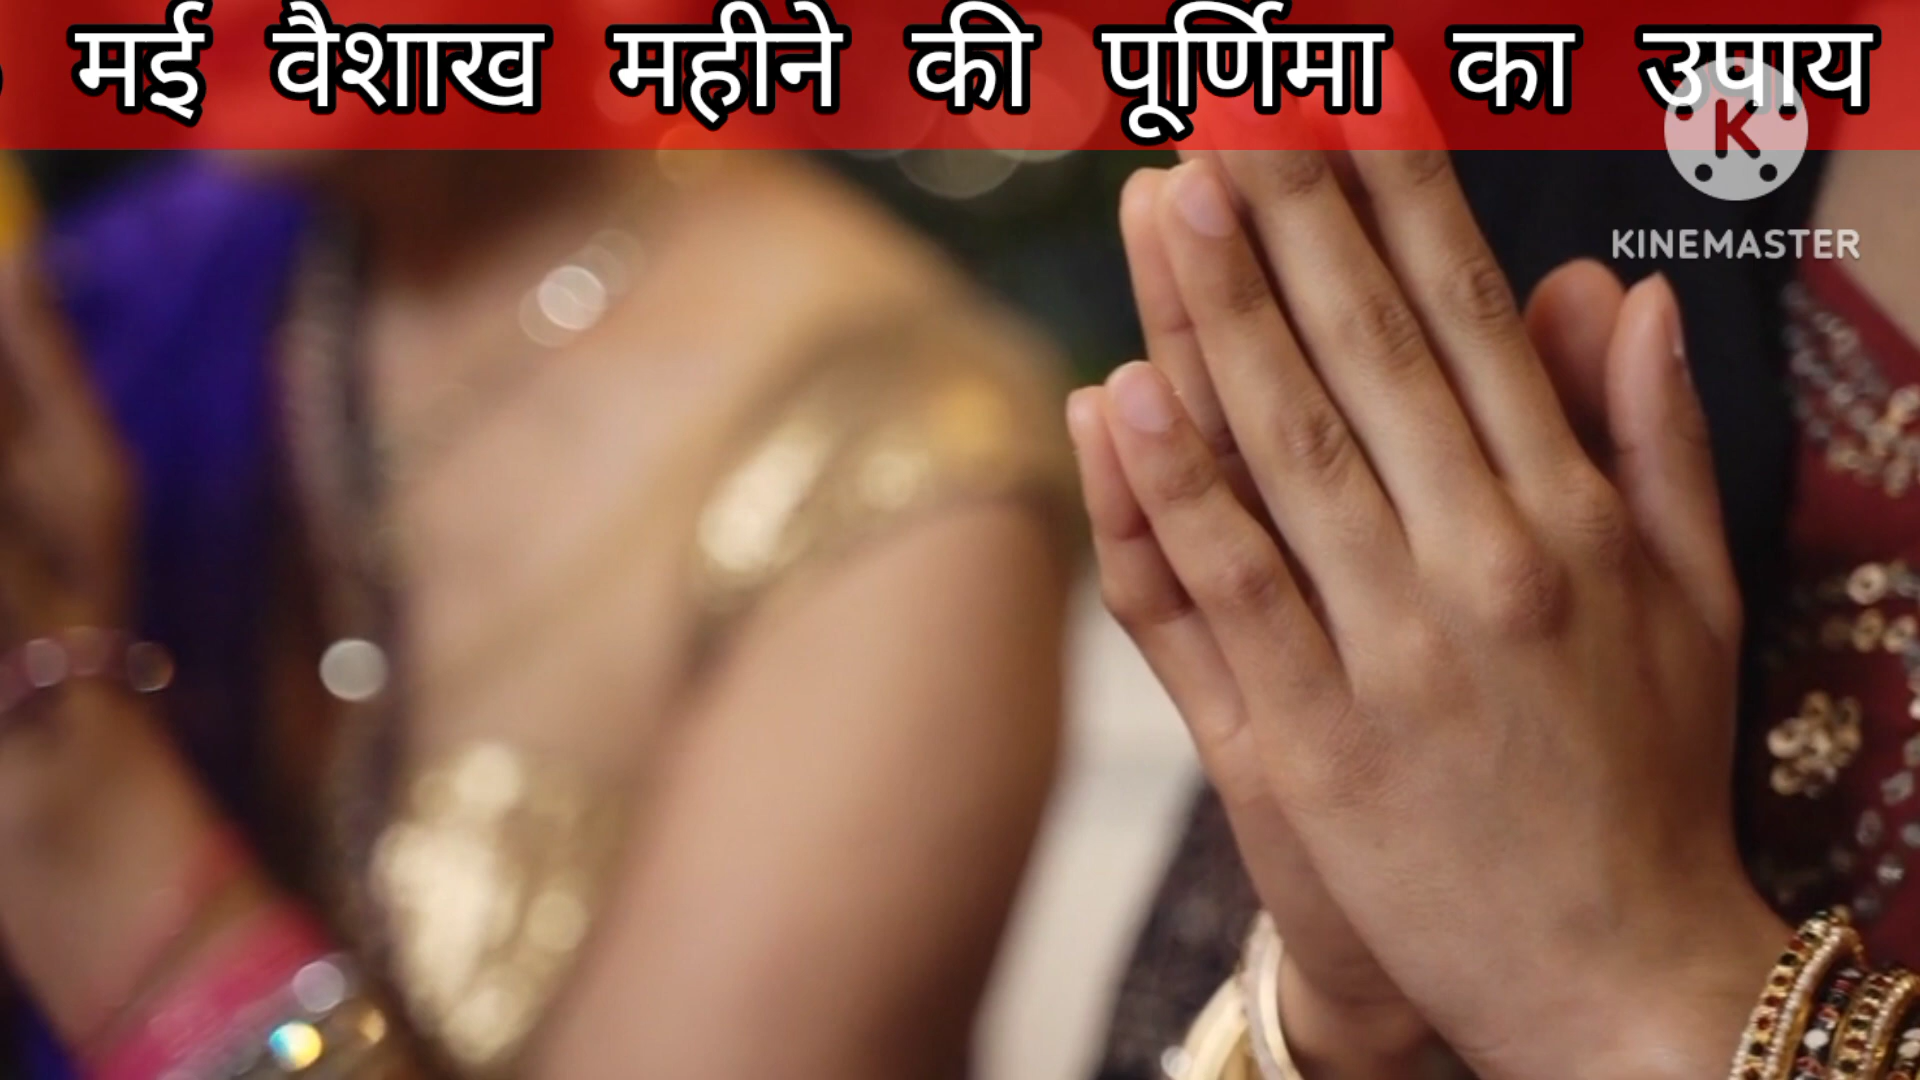 मई वैशाख महीने की पूर्णिमा का उपाय
K
KINEMASTER